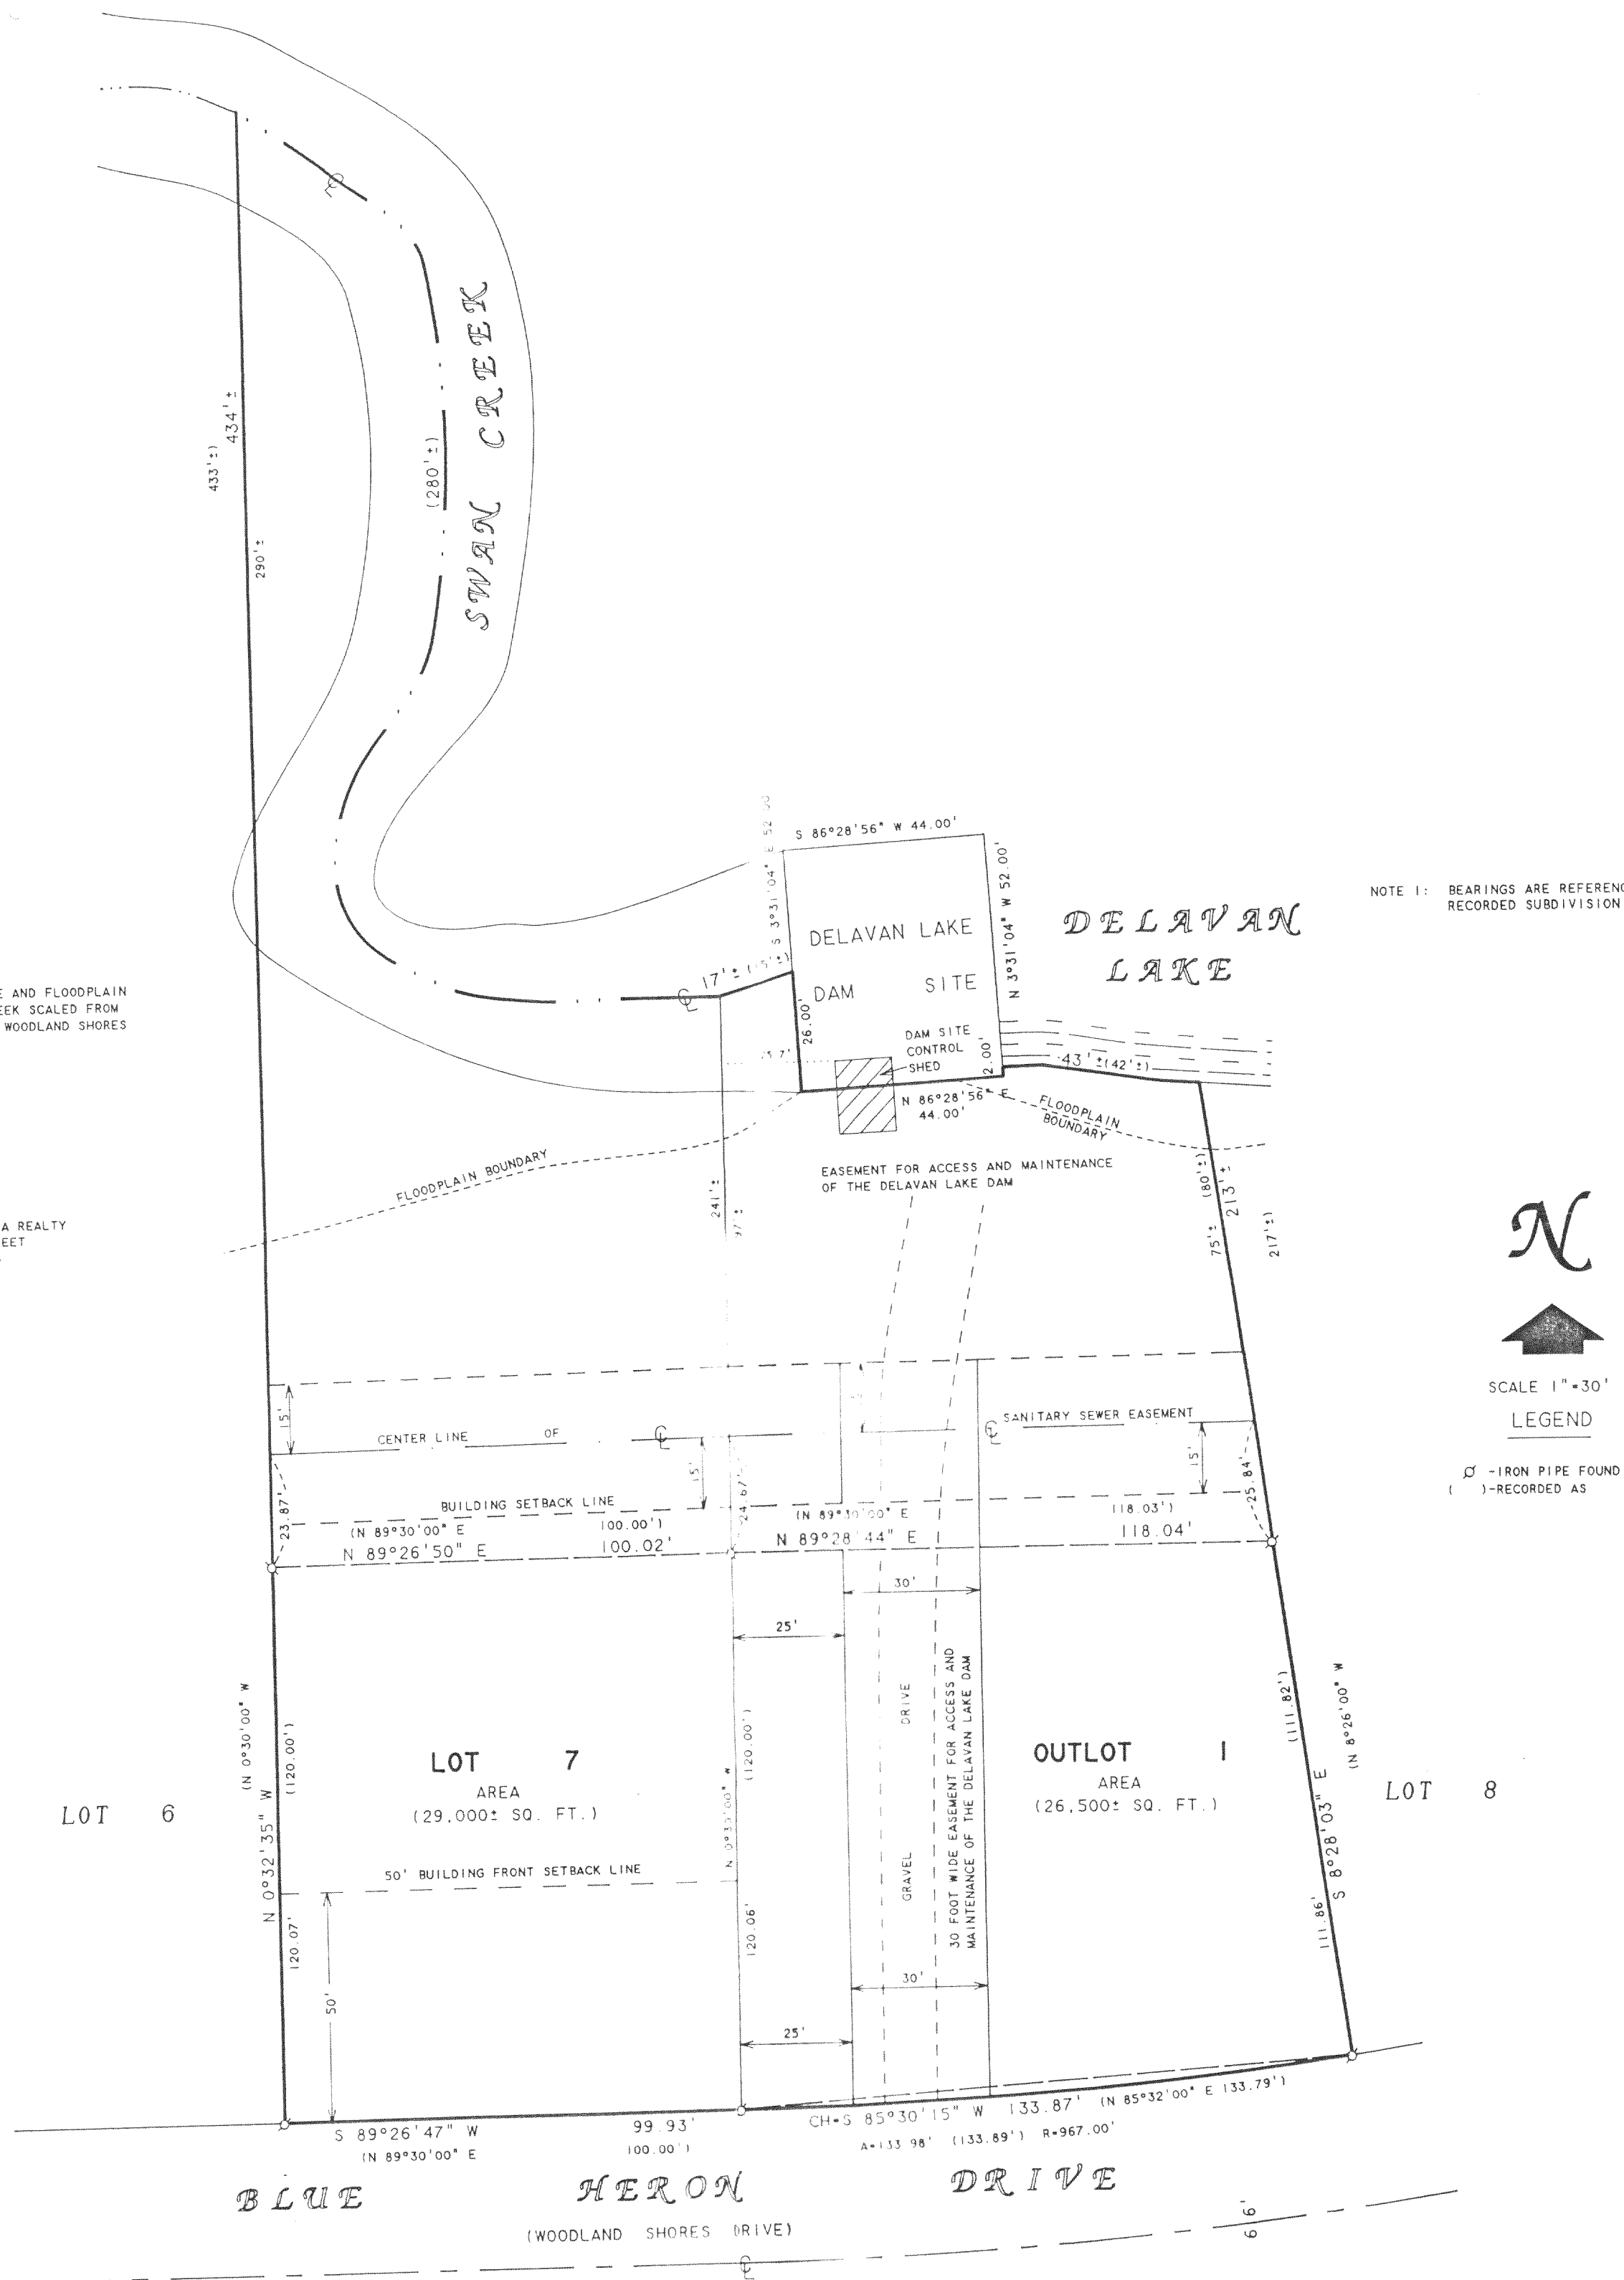 SWAN CREEK
(280'±)
433'±)
434'±
290'±
S 86°28'56" W 44.00'
S 3°31'04" E 52.00
N 3°31'04" W 52.00'
DELAVAN LAKE
DAM SITE
DELAVAN
LAKE
NOTE 1: BEARINGS ARE REFERENC
RECORDED SUBDIVISION
E AND FLOODPLAIN
EEK SCALED FROM
WOODLAND SHORES
17'± (15'±)
26.00'
DAM SITE
CONTROL
SHED
2.00'
43'±(42'±)
N 86°28'56" E
44.00'
FLOODPLAIN
BOUNDARY
FLOODPLAIN BOUNDARY
EASEMENT FOR ACCESS AND MAINTENANCE
OF THE DELAVAN LAKE DAM
241'±
97'±
(80'±)
213'±
75'±
217'±)
A REALTY
EET
N
SCALE 1"=30'
LEGEND
-IRON PIPE FOUND
( )-RECORDED AS
15'
CENTER LINE OF
SANITARY SEWER EASEMENT
15'
15'
23.87'
24.67'
25.84'
BUILDING SETBACK LINE
(N 89°30'00" E 100.00')
N 89°26'50" E 100.02'
(N 89°30'00" E 118.03')
N 89°28'44" E 118.04'
30'
25'
(N 0°30'00" W
(120.00')
N 0°32'35" W
120.07'
LOT 6
LOT 7
AREA
(29,000± SQ. FT.)
50' BUILDING FRONT SETBACK LINE
50'
(120.00')
120.06'
GRAVEL DRIVE
30 FOOT WIDE EASEMENT FOR ACCESS AND
MAINTENANCE OF THE DELAVAN LAKE DAM
OUTLOT 1
AREA
(26,500± SQ. FT.)
(111.82')
(N 8°26'00" W
S 8°28'03" E
111.86'
LOT 8
30'
25'
S 89°26'47" W 99.93'
(N 89°30'00" E 100.00')
CH=S 85°30'15" W 133.87' (N 85°32'00" E 133.79')
A=133.98' (133.89') R=967.00'
BLUE HERON DRIVE
(WOODLAND SHORES DRIVE)
66'